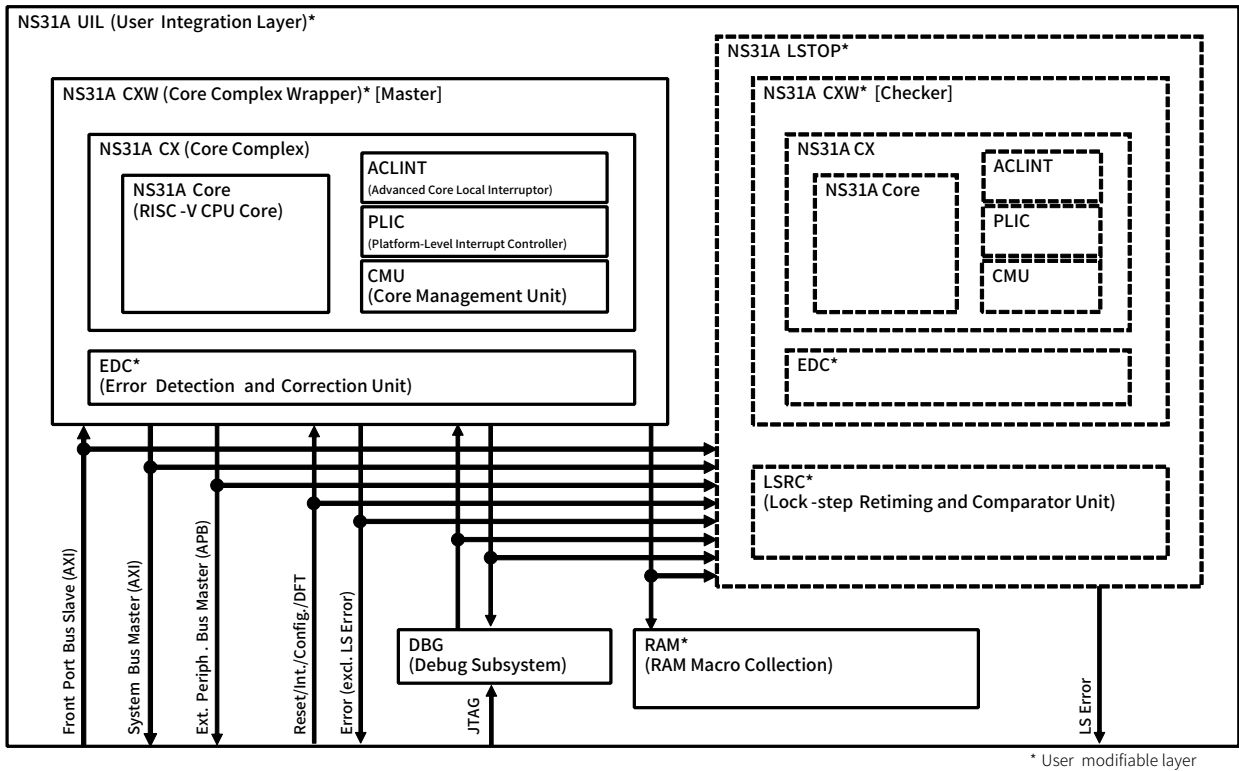 NS31A UIL (User Integration Layer)*
NS31A CXW (Core Complex Wrapper)* [Master]
NS31A CX (Core Complex)
NS31A Core
(RISC -V CPU Core)
ACLINT
(Advanced Core Local Interruptor)
PLIC
(Platform-Level Interrupt Controller)
CMU
(Core Management Unit)
EDC*
(Error Detection and Correction Unit)
NS31A LSTOP*
NS31A CXW* [Checker]
NS31A CX
NS31A Core
ACLINT
PLIC
CMU
EDC*
LSRC*
(Lock -step Retiming and Comparator Unit)
Front Port Bus Slave (AXI)
System Bus Master (AXI)
Ext. Periph . Bus Master (APB)
Reset/Int./Config./DFT
Error (excl. LS Error)
DBG
(Debug Subsystem)
JTAG
RAM*
(RAM Macro Collection)
LS Error
* User modifiable layer